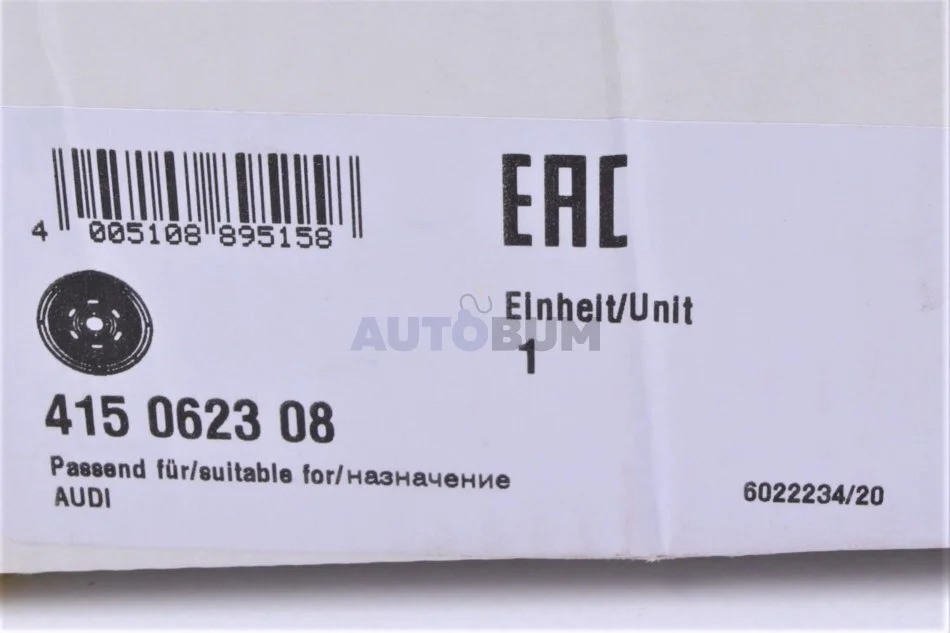 EAC
4 005108 895158
Einheit/Unit
AUTOBUM
1
415 0623 08
Passend für/suitable for/назначение
AUDI
6022234/20